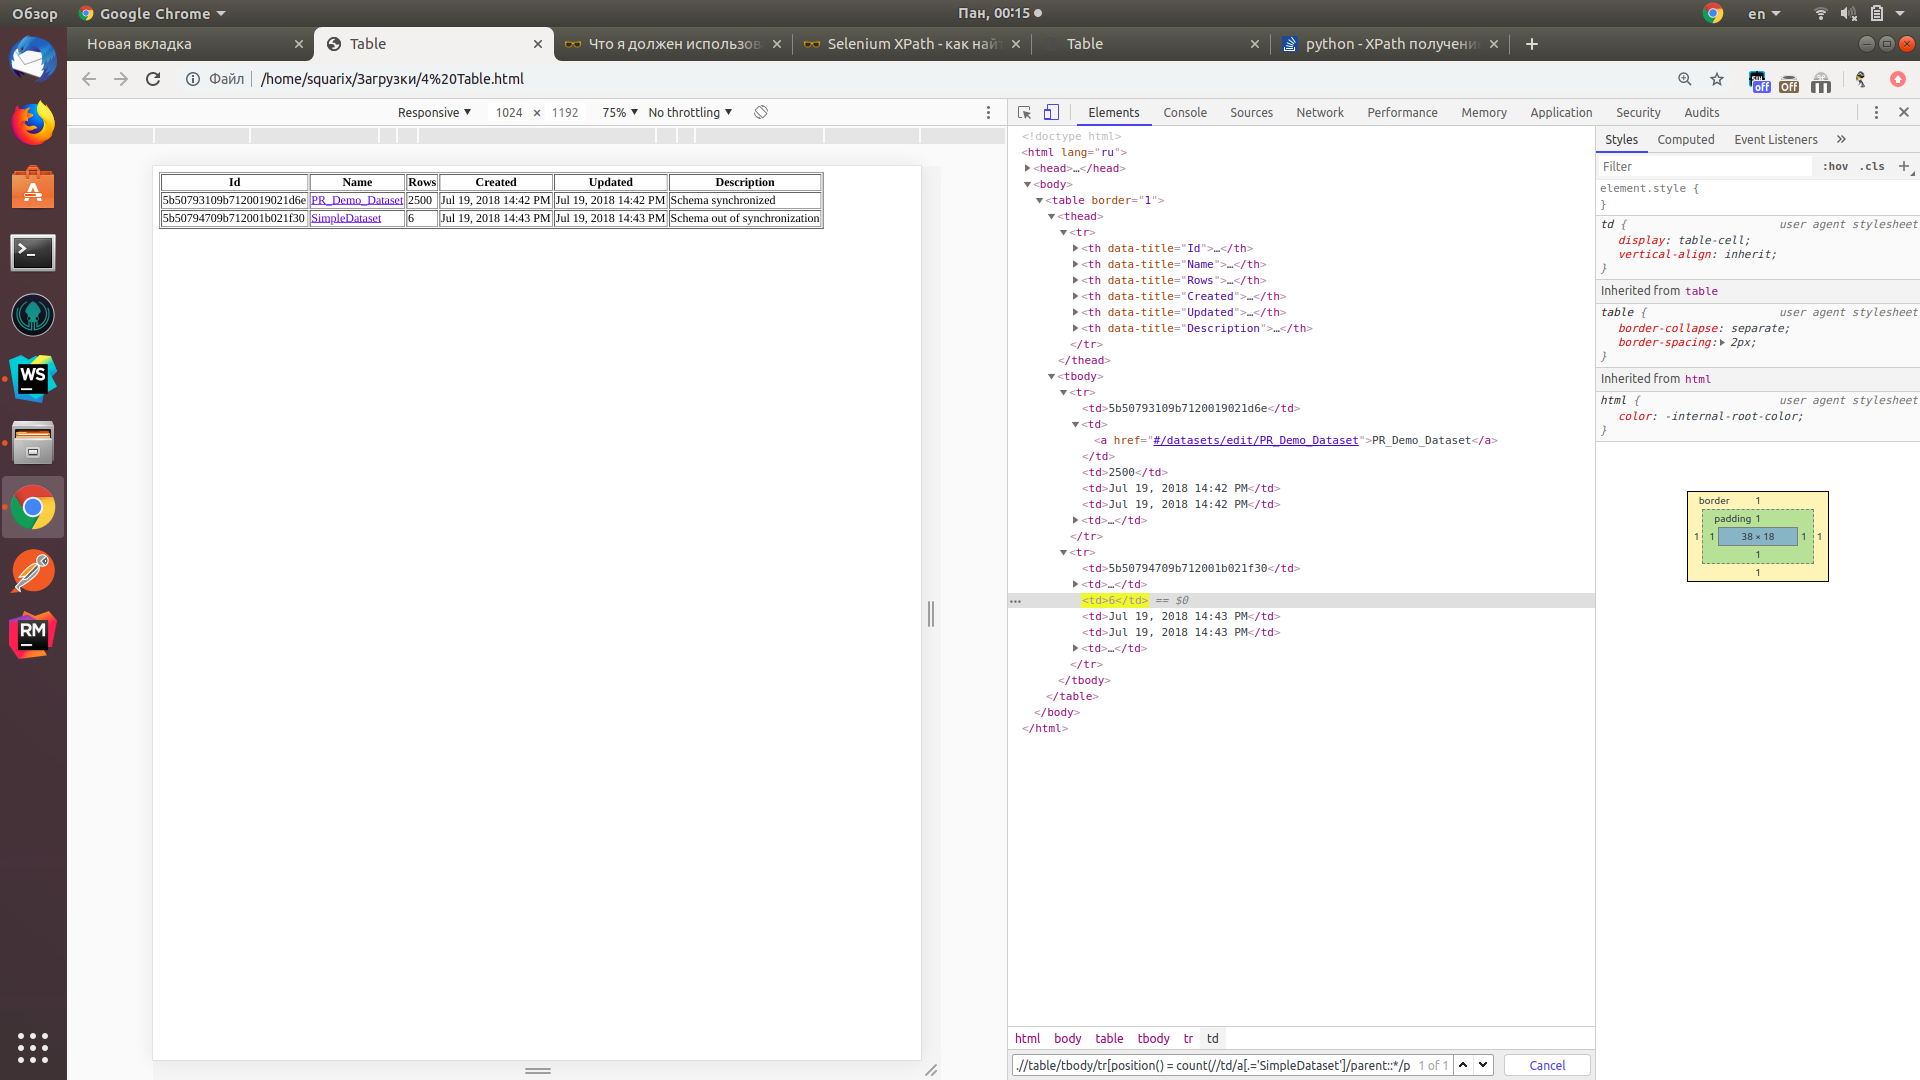 Обзор
Google Chrome
Пан, 00:15
en
Новая вкладка
Table
Что я должен использов
Selenium XPath - как най
Table
python - XPath получени
Файл
/home/squarix/Загрузки/4%20Table.html
off
Off
Responsive
1024 × 1192
75%
No throttling
Elements
Console
Sources
Network
Performance
Memory
Application
Security
Audits
Id Name Rows Created Updated Description
5b50793109b7120019021d6e PR_Demo_Dataset 2500 Jul 19, 2018 14:42 PM Jul 19, 2018 14:42 PM Schema synchronized
5b50794709b712001b021f30 SimpleDataset 6 Jul 19, 2018 14:43 PM Jul 19, 2018 14:43 PM Schema out of synchronization
<!doctype html>
<html lang="ru">
<head>…</head>
<body>
<table border="1">
<thead>
<tr>
<th data-title="Id">…</th>
<th data-title="Name">…</th>
<th data-title="Rows">…</th>
<th data-title="Created">…</th>
<th data-title="Updated">…</th>
<th data-title="Description">…</th>
</tr>
</thead>
<tbody>
<tr>
<td>5b50793109b7120019021d6e</td>
<td>
<a href="#/datasets/edit/PR_Demo_Dataset">PR_Demo_Dataset</a>
</td>
<td>2500</td>
<td>Jul 19, 2018 14:42 PM</td>
<td>Jul 19, 2018 14:42 PM</td>
<td>…</td>
</tr>
<tr>
<td>5b50794709b712001b021f30</td>
<td>…</td>
<td>6</td> == $0
<td>Jul 19, 2018 14:43 PM</td>
<td>Jul 19, 2018 14:43 PM</td>
<td>…</td>
</tr>
</tbody>
</table>
</body>
</html>
html body table tbody tr td
.//table/tbody/tr[position() = count(//td/a[.='SimpleDataset']/parent::*/p
1 of 1
Cancel
Styles
Computed
Event Listeners
Filter
:hov
.cls
element.style {
}
td {
user agent stylesheet
display: table-cell;
vertical-align: inherit;
}
Inherited from table
table {
user agent stylesheet
border-collapse: separate;
border-spacing: 2px;
}
Inherited from html
html {
user agent stylesheet
color: -internal-root-color;
}
border 1
padding 1
1 1 38 × 18 1 1
1
1
WS
RM